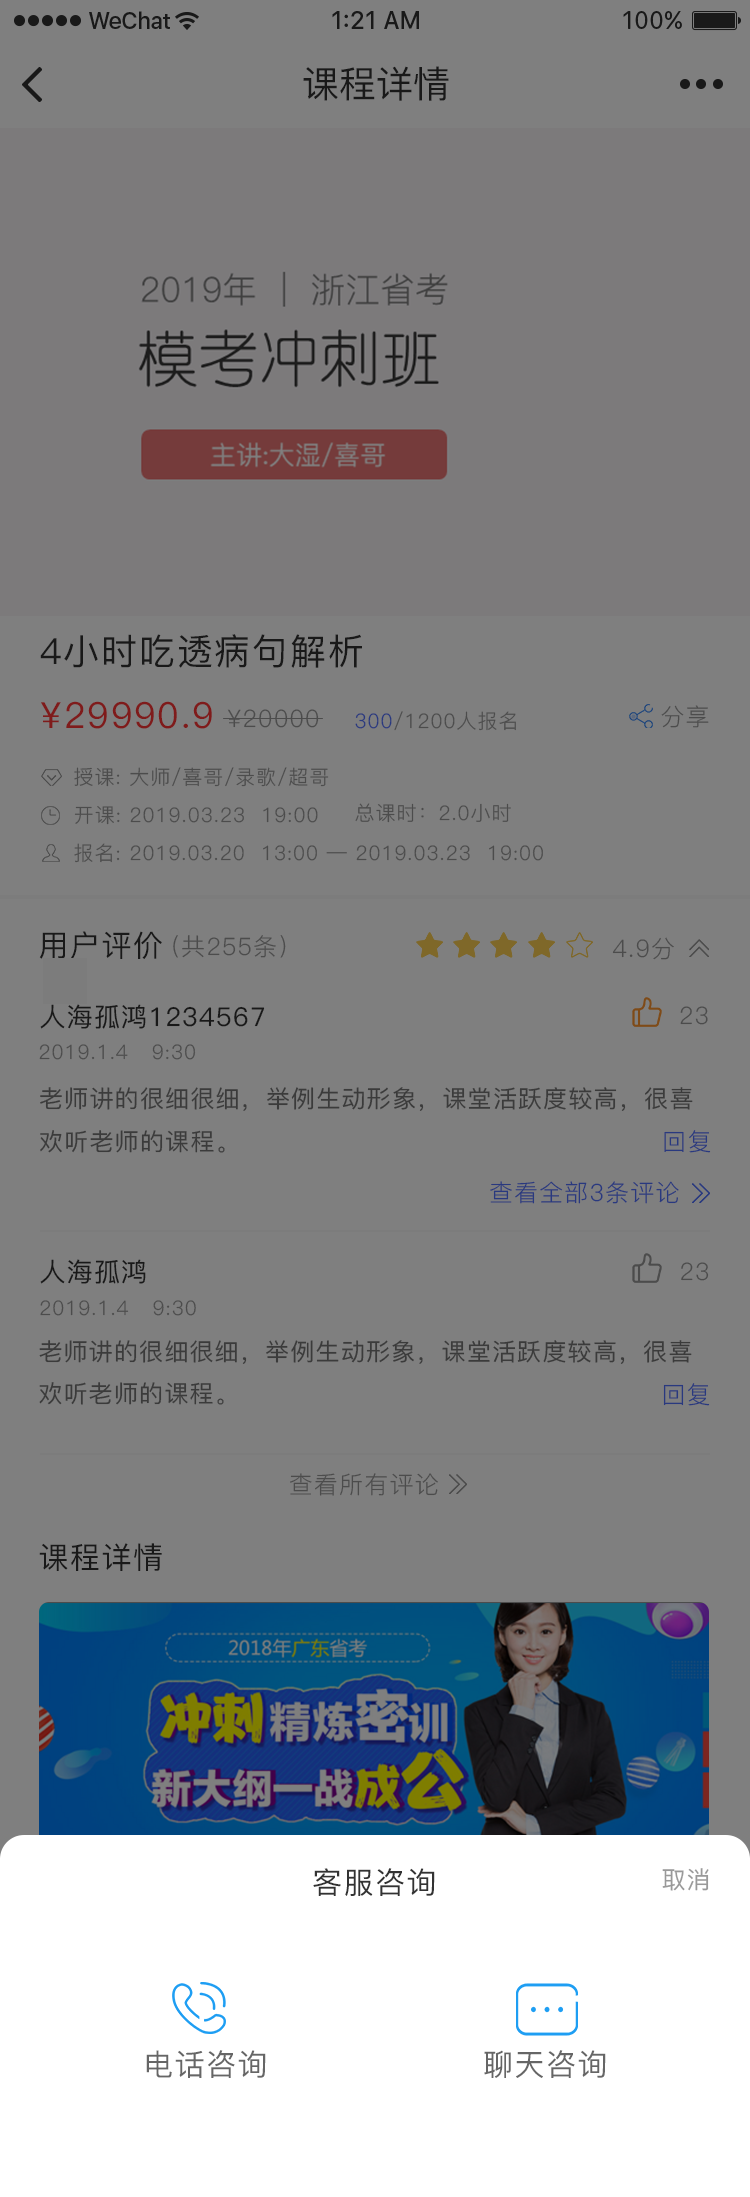 WeChat 1:21 AM 100%
课程详情
2019年 | 浙江省考
模考冲刺班
主讲:大湿/喜哥
4小时吃透病句解析
¥29990.9 ¥20000 300/1200人报名 分享
授课: 大师/喜哥/录歌/超哥
开课: 2019.03.23 19:00 总课时: 2.0小时
报名: 2019.03.20 13:00 — 2019.03.23 19:00
用户评价 (共255条) 4.9分
人海孤鸿1234567 23
2019.1.4 9:30
老师讲的很细很细，举例生动形象，课堂活跃度较高，很喜
欢听老师的课程。 回复
查看全部3条评论
人海孤鸿 23
2019.1.4 9:30
老师讲的很细很细，举例生动形象，课堂活跃度较高，很喜
欢听老师的课程。 回复
查看所有评论
课程详情
2018年广东省考
冲刺精炼密训
新大纲一战成公
客服咨询 取消
电话咨询 聊天咨询